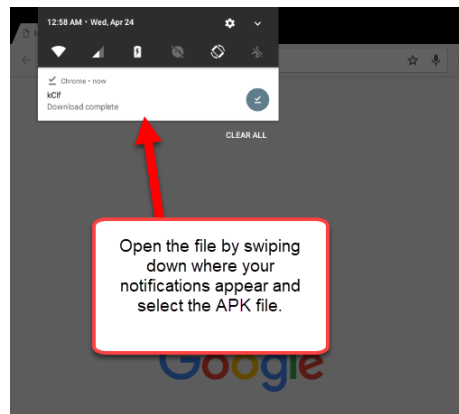 12:58 AM • Wed, Apr 24
Chrome • now
kClf
Download complete
CLEAR ALL
Open the file by swiping
down where your
notifications appear and
select the APK file.
Google